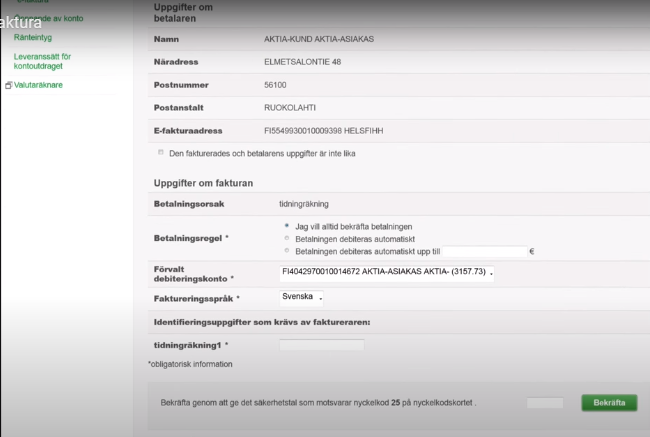 aktura
av konto
Ränteintyg
Leveranssätt för
kontoutdraget
Valutaräknare
Uppgifter om
betalaren
Namn AKTIA-KUND AKTIA-ASIAKAS
Näradress ELMETSALONTIE 48
Postnummer 56100
Postanstalt RUOKOLAHTI
E-fakturaadress FI5549930010009398 HELSFIHH
Den fakturerades och betalarens uppgifter är inte lika
Uppgifter om fakturan
Betalningsorsak tidningräkning
Betalningsregel *
Jag vill alltid bekräfta betalningen
Betalningen debiteras automatiskt
Betalningen debiteras automatiskt upp till €
Förvalt
debiteringskonto * FI4042970010014672 AKTIA-ASIAKAS AKTIA- (3157.73)
Faktureringsspråk * Svenska
Identifieringsuppgifter som krävs av faktureraren:
tidningräkning1 *
*obligatorisk information
Bekräfta genom att ge det säkerhetstal som motsvarar nyckelkod 25 på nyckelkodskortet . Bekräfta